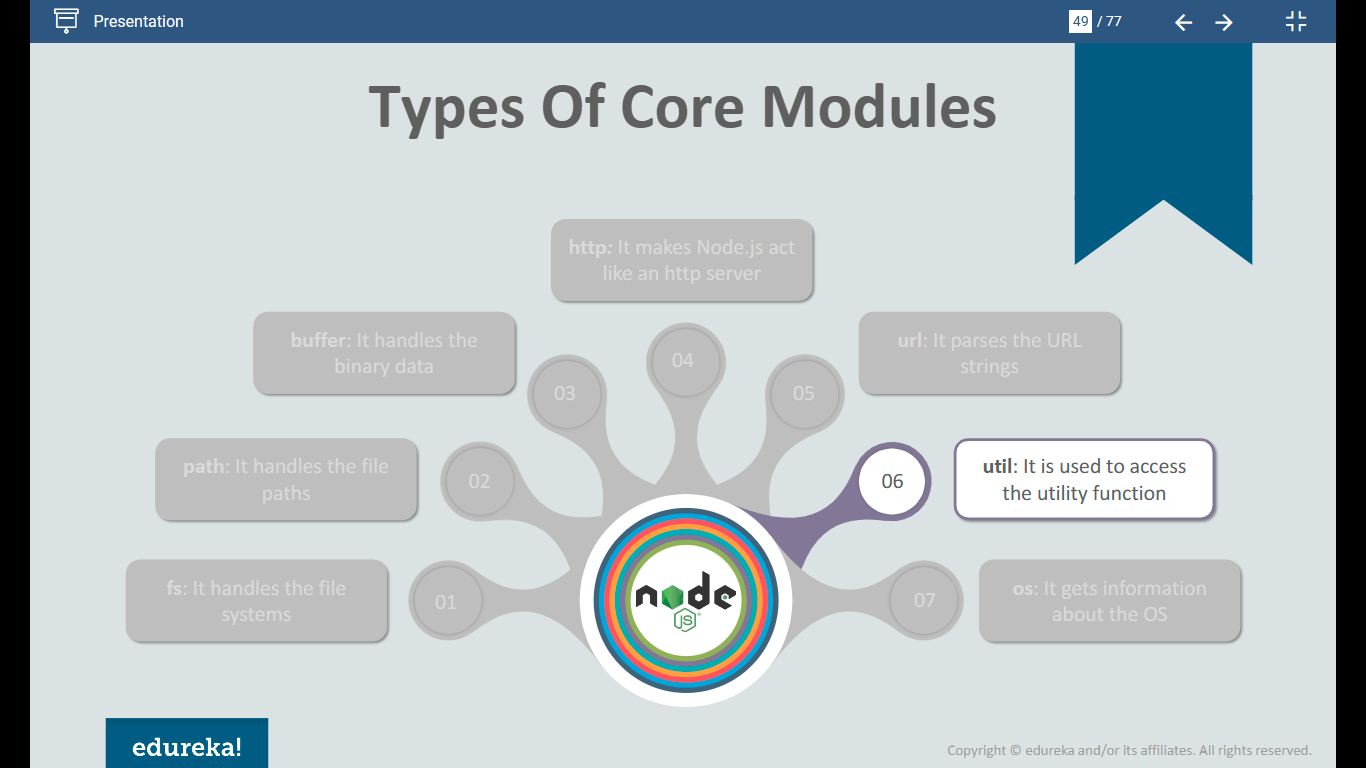 Presentation
49 / 77
Types Of Core Modules
http: It makes Node.js act
like an http server
buffer: It handles the
binary data
url: It parses the URL
strings
04
03
05
path: It handles the file
paths
02
06
util: It is used to access
the utility function
fs: It handles the file
systems
01
node
JS
07
os: It gets information
about the OS
edureka!
Copyright © edureka and/or its affiliates. All rights reserved.